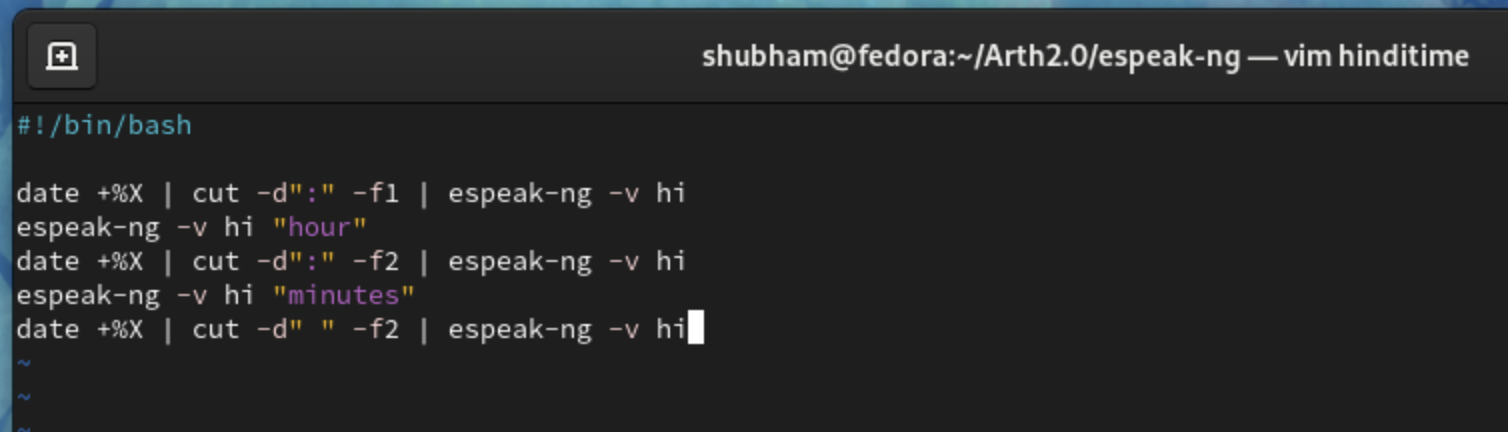 shubham@fedora:~/Arth2.0/espeak-ng — vim hinditime
#!/bin/bash

date +%X | cut -d":" -f1 | espeak-ng -v hi
espeak-ng -v hi "hour"
date +%X | cut -d":" -f2 | espeak-ng -v hi
espeak-ng -v hi "minutes"
date +%X | cut -d" " -f2 | espeak-ng -v hi
~
~
~